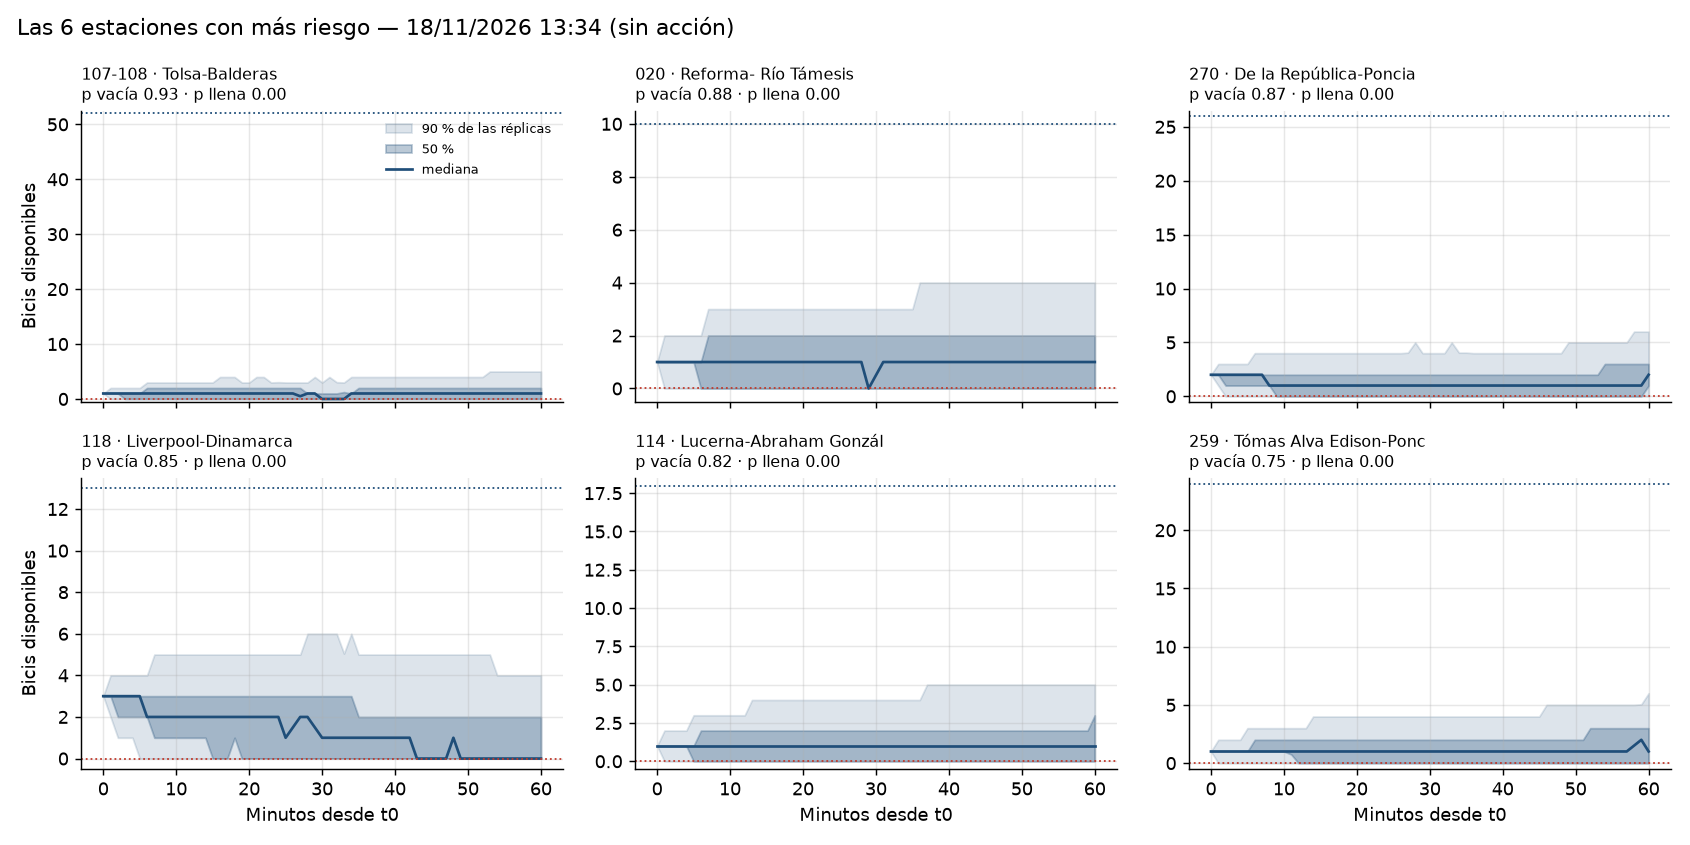 Las 6 estaciones con más riesgo — 18/11/2026 13:34 (sin acción)
107-108 · Tolsa-Balderas
p vacía 0.93 · p llena 0.00
020 · Reforma- Río Támesis
p vacía 0.88 · p llena 0.00
270 · De la República-Poncia
p vacía 0.87 · p llena 0.00
Bicis disponibles
50
40
30
20
10
0
90 % de las réplicas
50 %
mediana
10
8
6
4
2
0
25
20
15
10
5
0
118 · Liverpool-Dinamarca
p vacía 0.85 · p llena 0.00
114 · Lucerna-Abraham Gonzál
p vacía 0.82 · p llena 0.00
259 · Tómas Alva Edison-Ponc
p vacía 0.75 · p llena 0.00
Bicis disponibles
12
10
8
6
4
2
0
0 10 20 30 40 50 60
Minutos desde t0
17.5
15.0
12.5
10.0
7.5
5.0
2.5
0.0
0 10 20 30 40 50 60
Minutos desde t0
20
15
10
5
0
0 10 20 30 40 50 60
Minutos desde t0